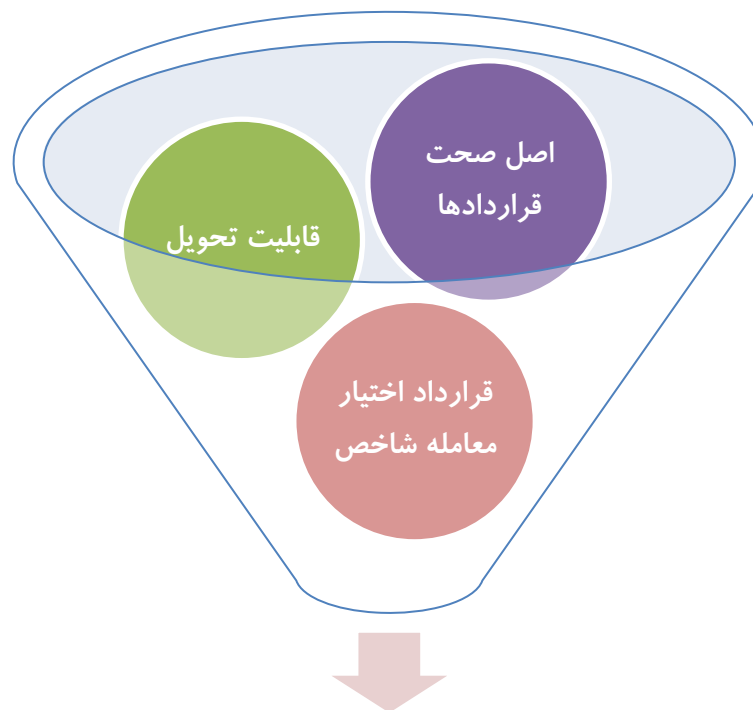 اصل صحت
قراردادها
قابلیت تحویل
قرارداد اختیار
معامله شاخص